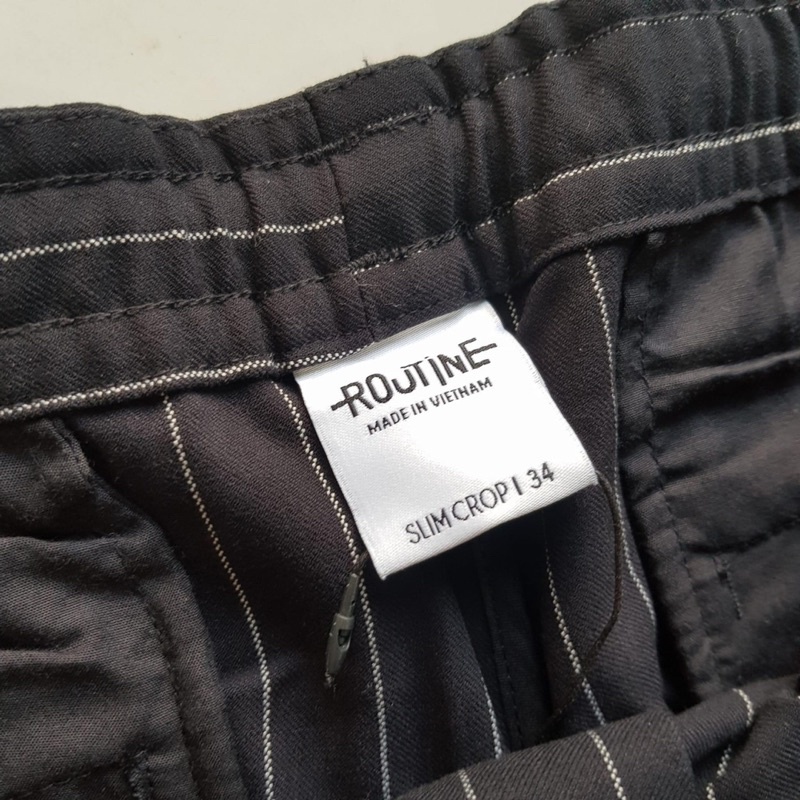 ROUTINE
MADE IN VIETNAM
SLIM CROP | 34